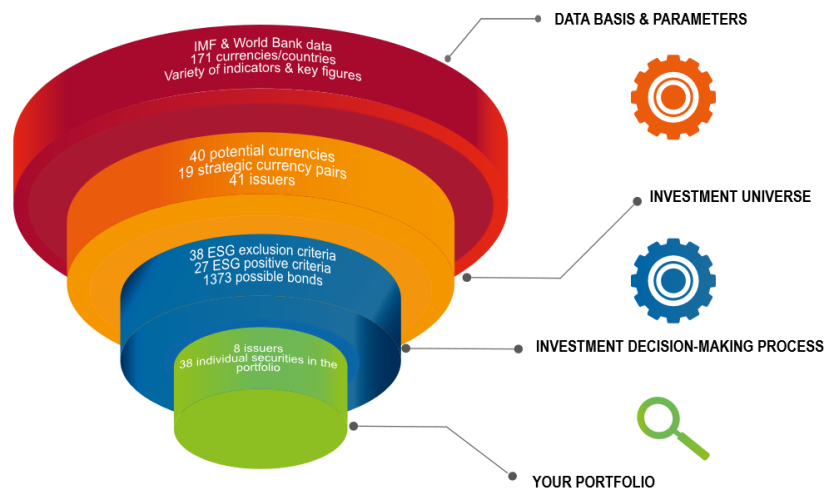 IMF & World Bank data
171 currencies/countries
Variety of indicators & key figures
DATA BASIS & PARAMETERS
40 potential currencies
19 strategic currency pairs
41 issuers
INVESTMENT UNIVERSE
38 ESG exclusion criteria
27 ESG positive criteria
1373 possible bonds
INVESTMENT DECISION-MAKING PROCESS
8 issuers
38 individual securities in the
portfolio
YOUR PORTFOLIO